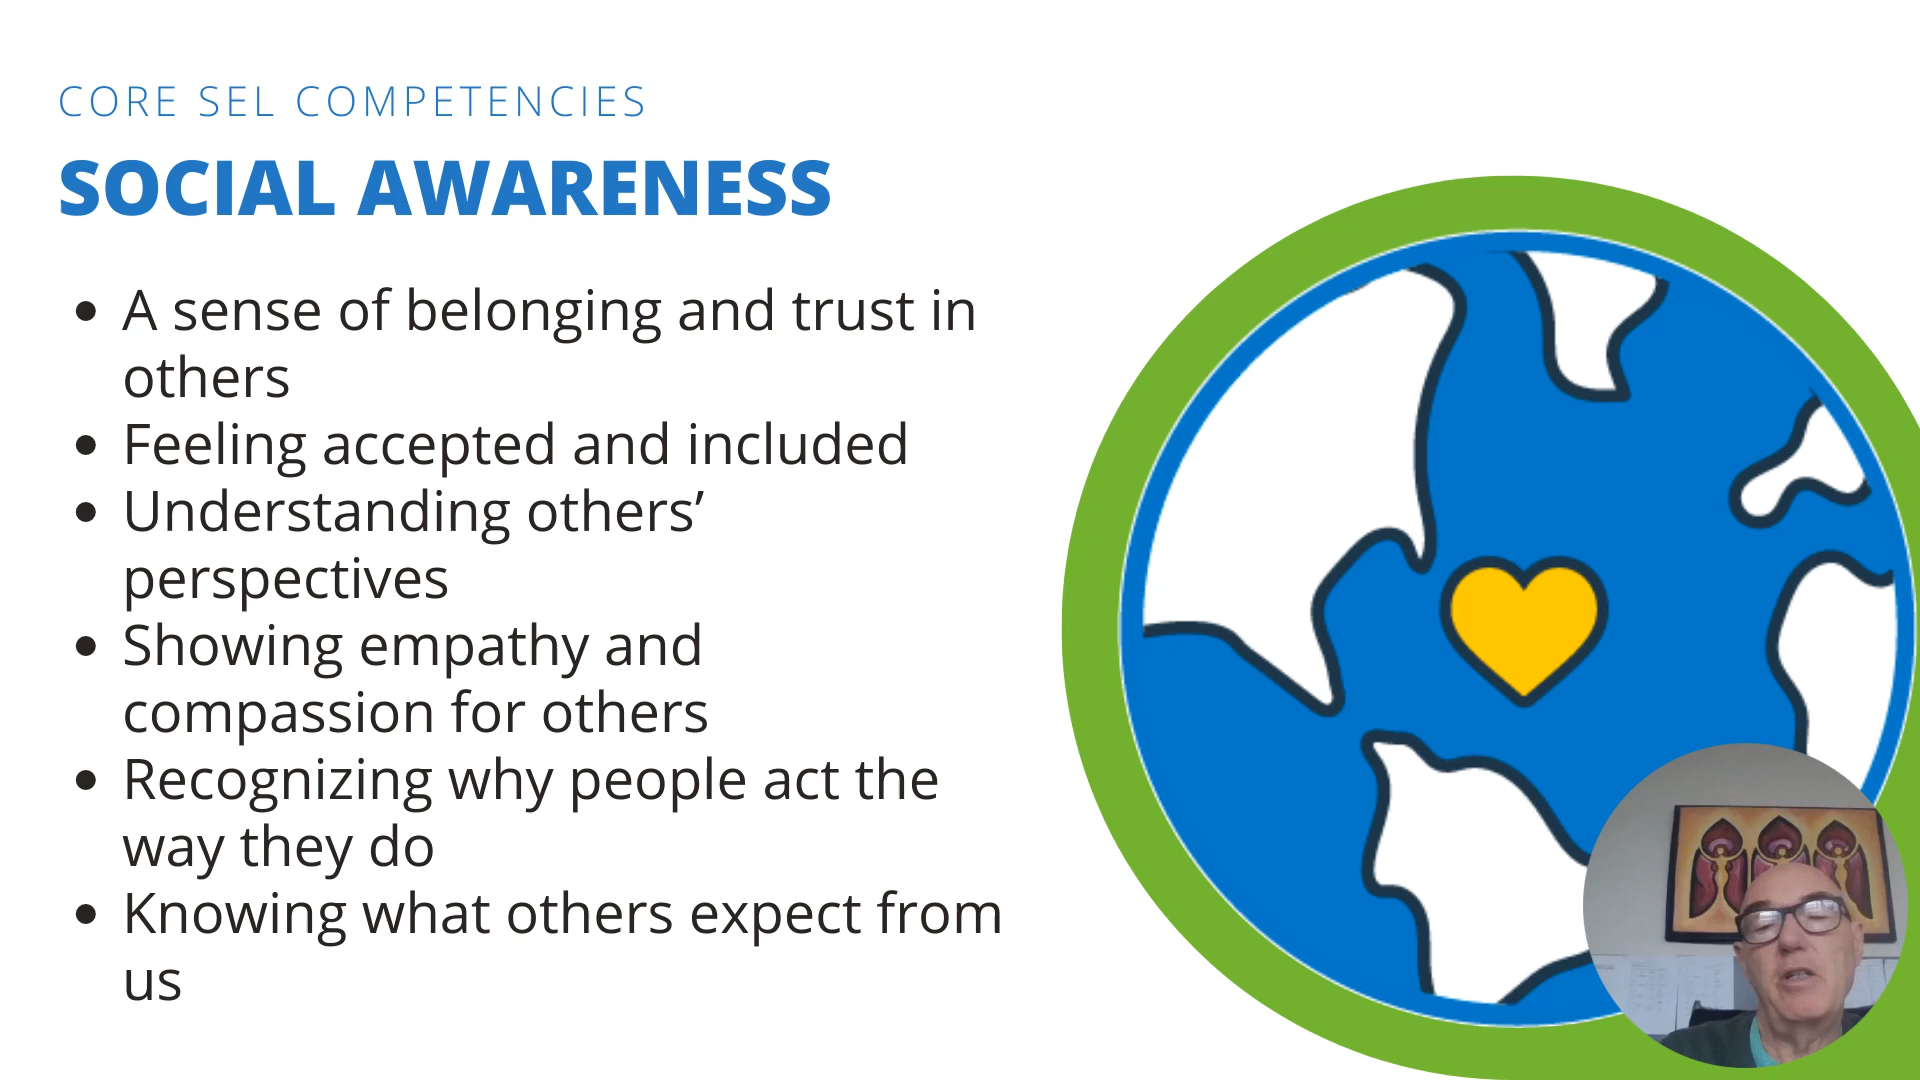 CORE SEL COMPETENCIES
SOCIAL AWARENESS
• A sense of belonging and trust in
others
• Feeling accepted and included
• Understanding others’
perspectives
• Showing empathy and
compassion for others
• Recognizing why people act the
way they do
• Knowing what others expect from
us